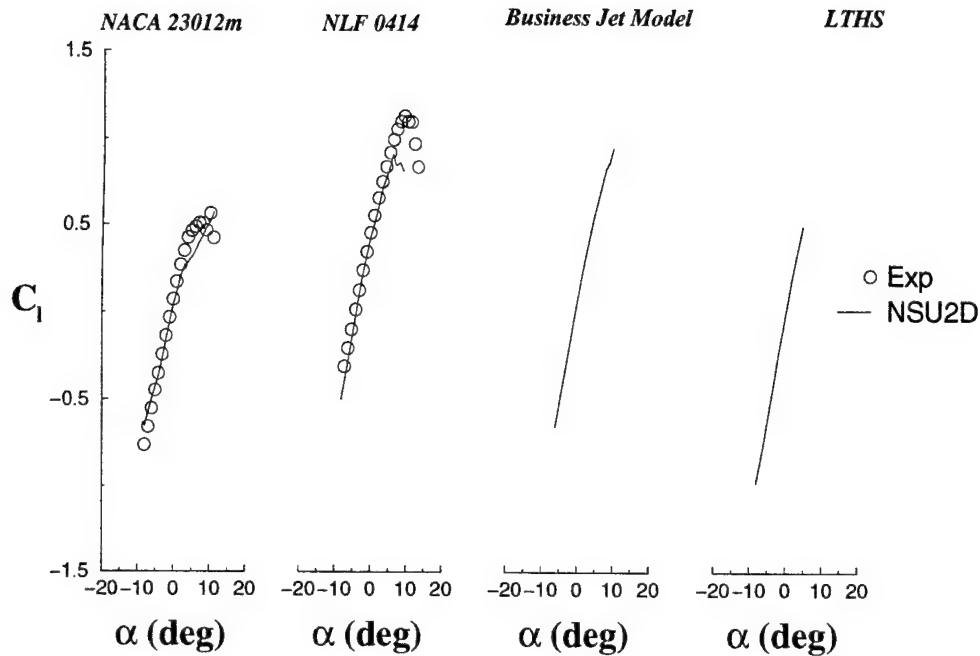 NACA 23012m NLF 0414 Business Jet Model LTHS
1.5
0.5
C_l
−0.5
−1.5
○ Exp
— NSU2D
−20 −10 0 10 20 −20 −10 0 10 20 −20 −10 0 10 20 −20 −10 0 10 20
α (deg) α (deg) α (deg) α (deg)